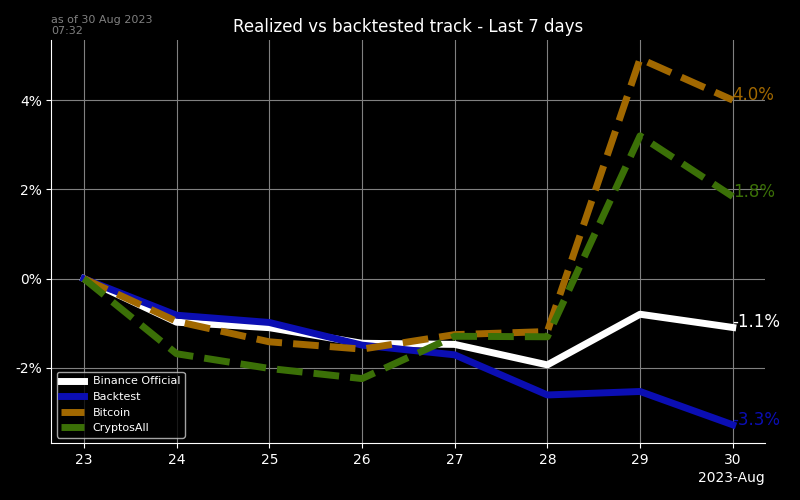 as of 30 Aug 2023
07:32
Realized vs backtested track - Last 7 days
4%
2%
0%
-2%
4.0%
1.8%
-1.1%
-3.3%
Binance Official
Backtest
Bitcoin
CryptosAll
23 24 25 26 27 28 29 30
2023-Aug